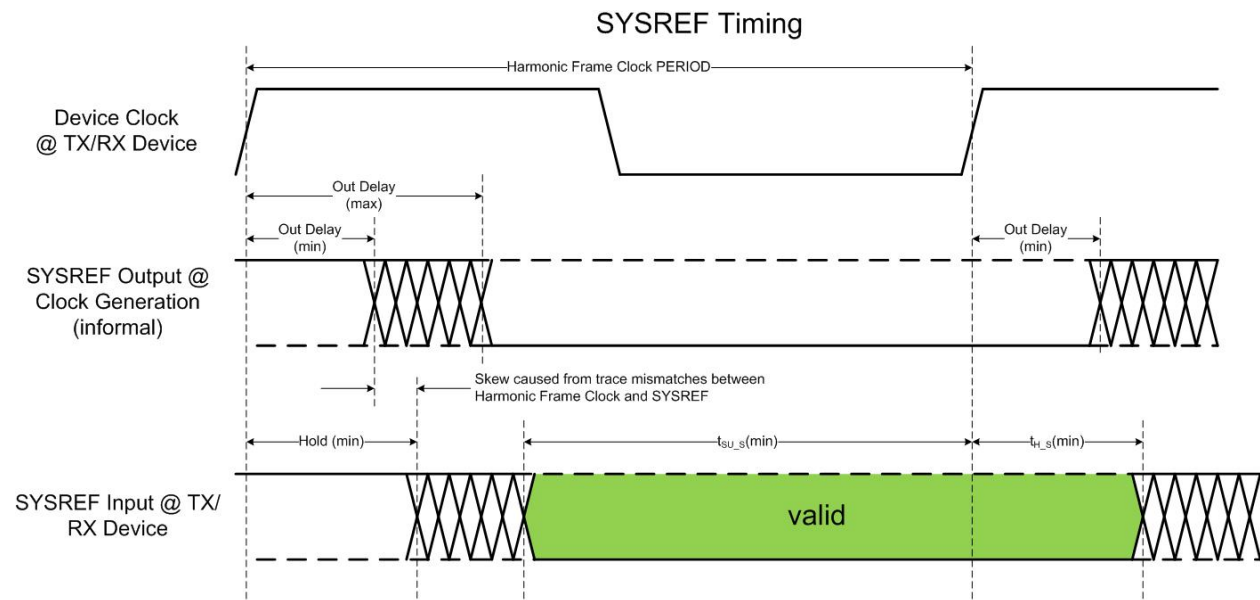 SYSREF Timing
Harmonic Frame Clock PERIOD
Device Clock
@ TX/RX Device
Out Delay
(max)
Out Delay
(min)
Out Delay
(min)
SYSREF Output @
Clock Generation
(informal)
Skew caused from trace mismatches between
Harmonic Frame Clock and SYSREF
Hold (min)
tSU_S(min)
tH_S(min)
SYSREF Input @ TX/
RX Device
valid